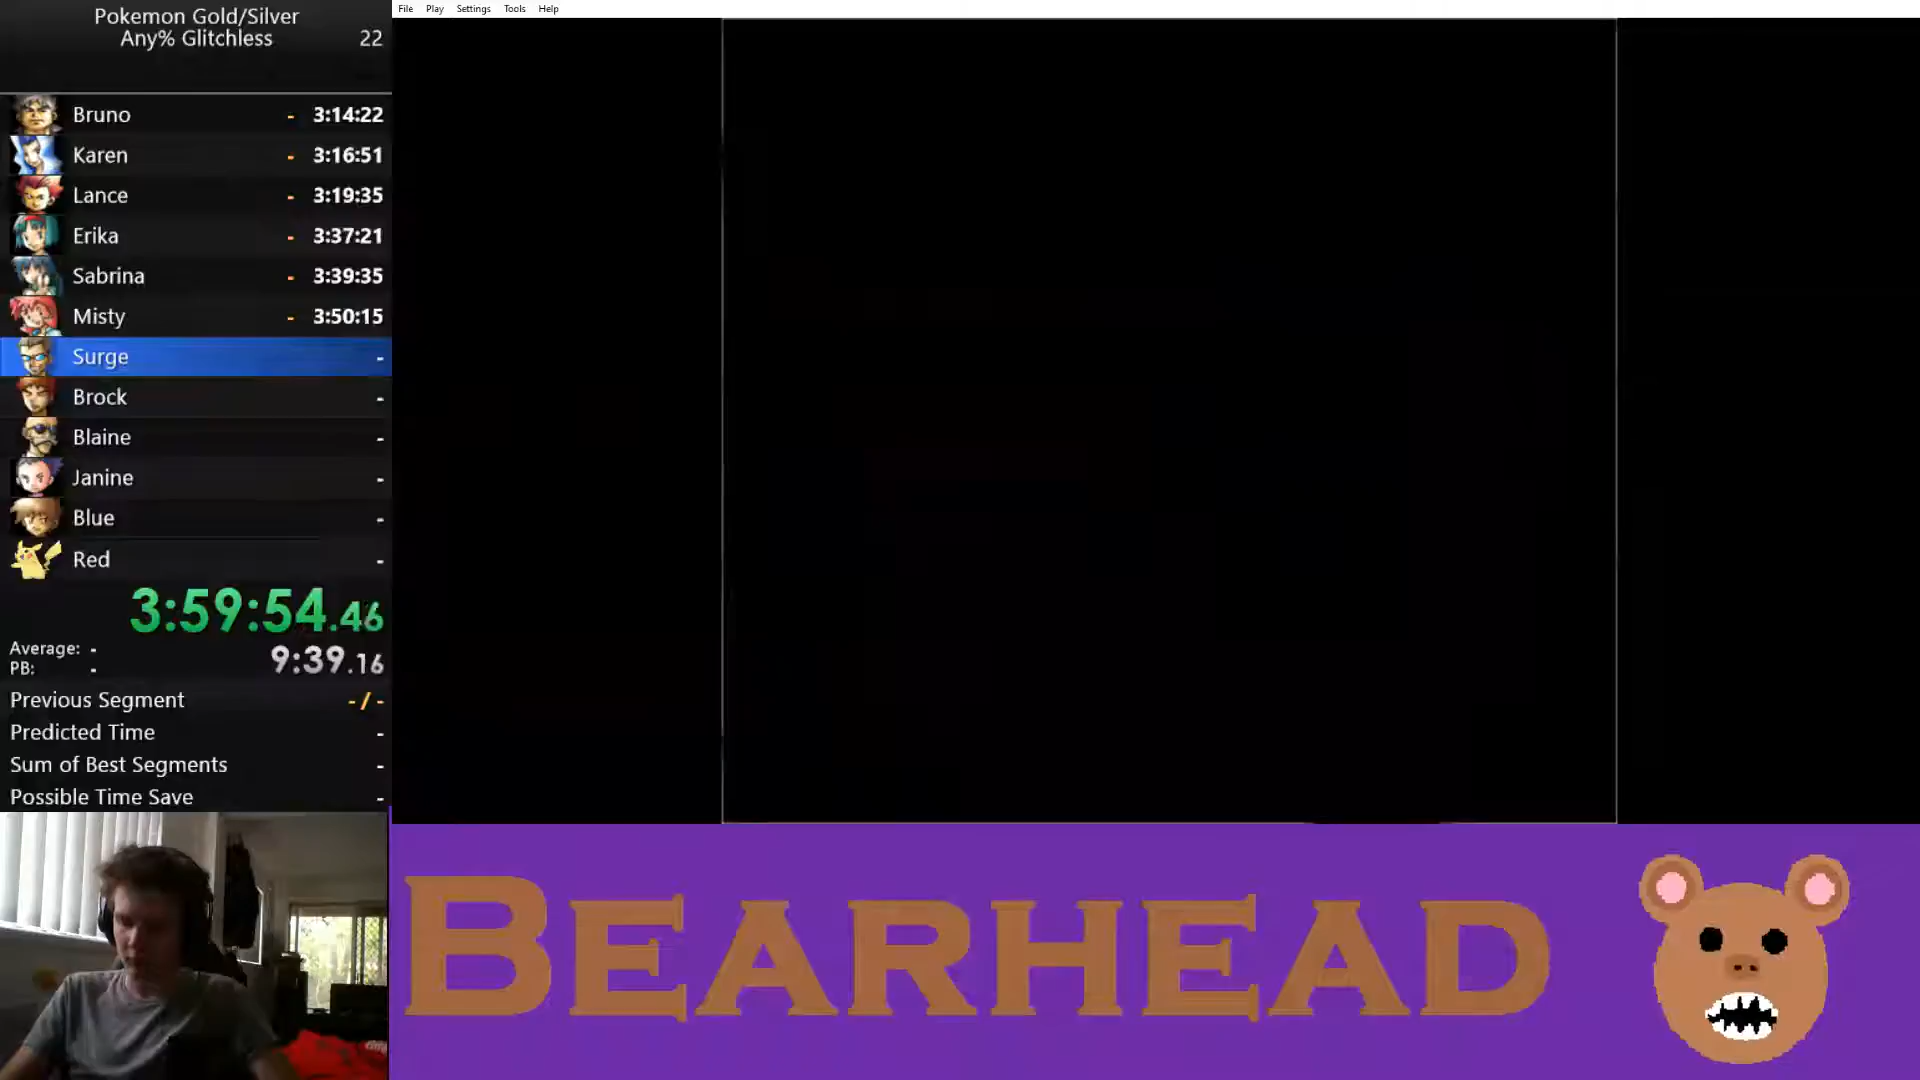 Pokemon Gold/Silver
Any% Glitchless 22
File Play Settings Tools Help
Bruno - 3:14:22
Karen - 3:16:51
Lance - 3:19:35
Erika - 3:37:21
Sabrina - 3:39:35
Misty - 3:50:15
Surge -
Brock -
Blaine -
Janine -
Blue -
Red -
3:59:54.46
Average: -
PB: -
9:39.16
Previous Segment - / -
Predicted Time -
Sum of Best Segments -
Possible Time Save -
BEARHEAD